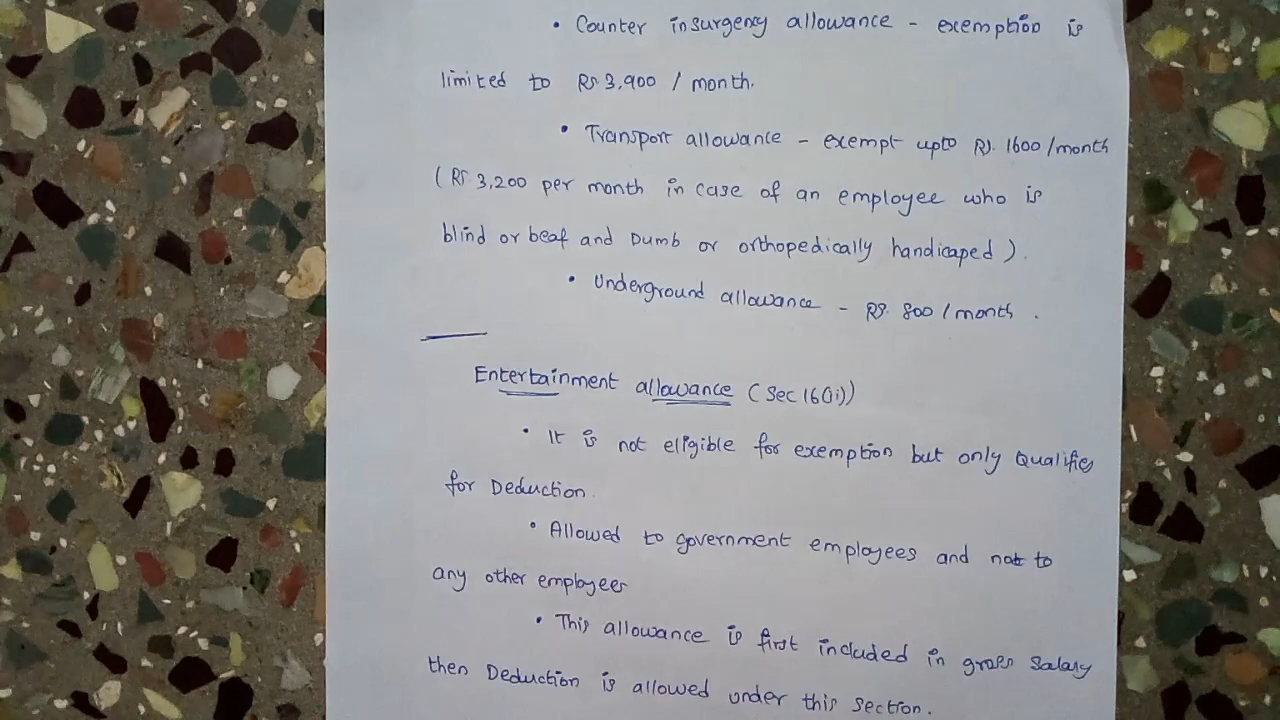 • Counter insurgency allowance - exemption is
limited to Rs 3,900 / month.
• Transport allowance - exempt upto Rs. 1600/month
(Rs 3,200 per month in case of an employee who is
blind or beaf and Dumb or orthopedically handicaped).
• Underground allowance - Rs. 800/month.
Entertainment allowance (Sec 16(ii))
• It is not eligible for exemption but only Qualifies
for Deduction.
• Allowed to government employees and not to
any other employees
• This allowance is first included in gross salary
then Deduction is allowed under this section.